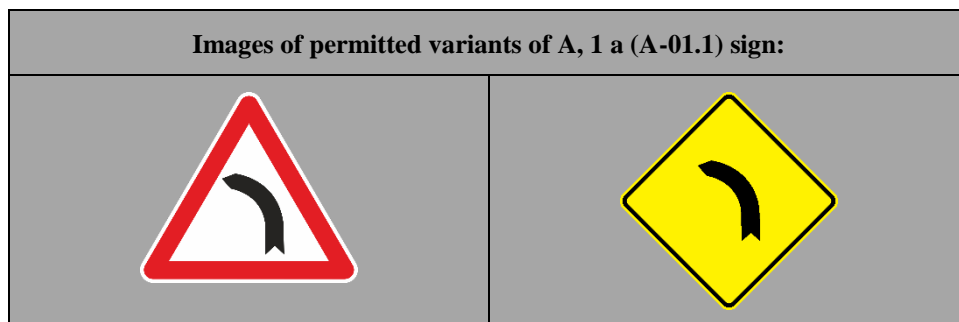 Images of permitted variants of A, 1 a (A-01.1) sign: